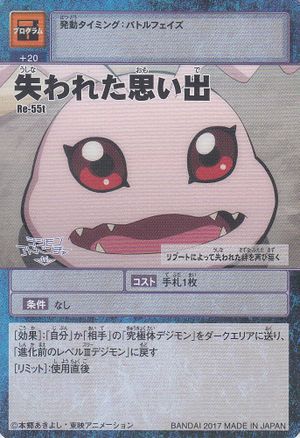 プログラム
発動タイミング：バトルフェイズ
+20
失われた思い出
Re-55t
リブートによって失われた絆を再び築く
コスト 手札1枚
条件 なし
[効果]：｢自分｣か｢相手｣の｢究極体デジモン｣をダークエリアに送り、
｢進化前のレベルⅢデジモン｣に戻す
[リミット]：使用直後
©本郷あきよし・東映アニメーション
BANDAI 2017 MADE IN JAPAN